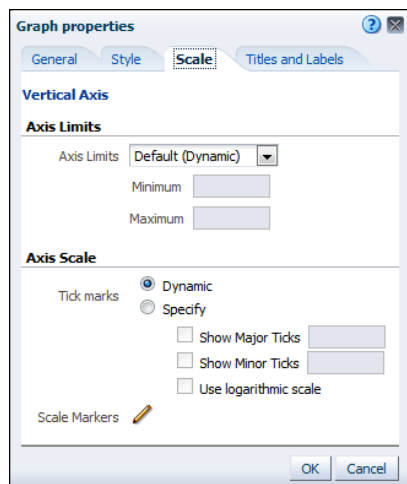 Graph properties
General Style Scale Titles and Labels
Vertical Axis
Axis Limits
Axis Limits Default (Dynamic)
Minimum
Maximum
Axis Scale
Tick marks Dynamic
Specify
Show Major Ticks
Show Minor Ticks
Use logarithmic scale
Scale Markers
OK Cancel